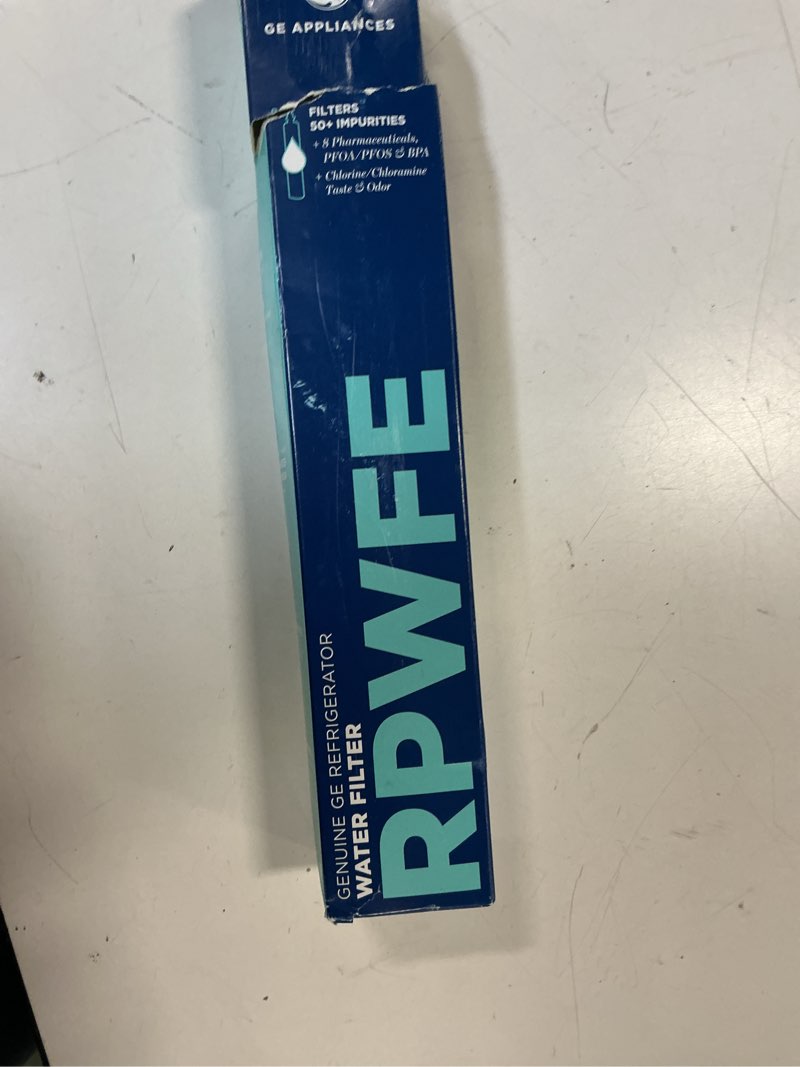 GE APPLIANCES
FILTERS
50+ IMPURITIES
+ 8 Pharmaceuticals,
PFOA/PFOS & BPA
+ Chlorine/Chloramine
Taste & Odor
GENUINE GE REFRIGERATOR
WATER FILTER
RPWFE